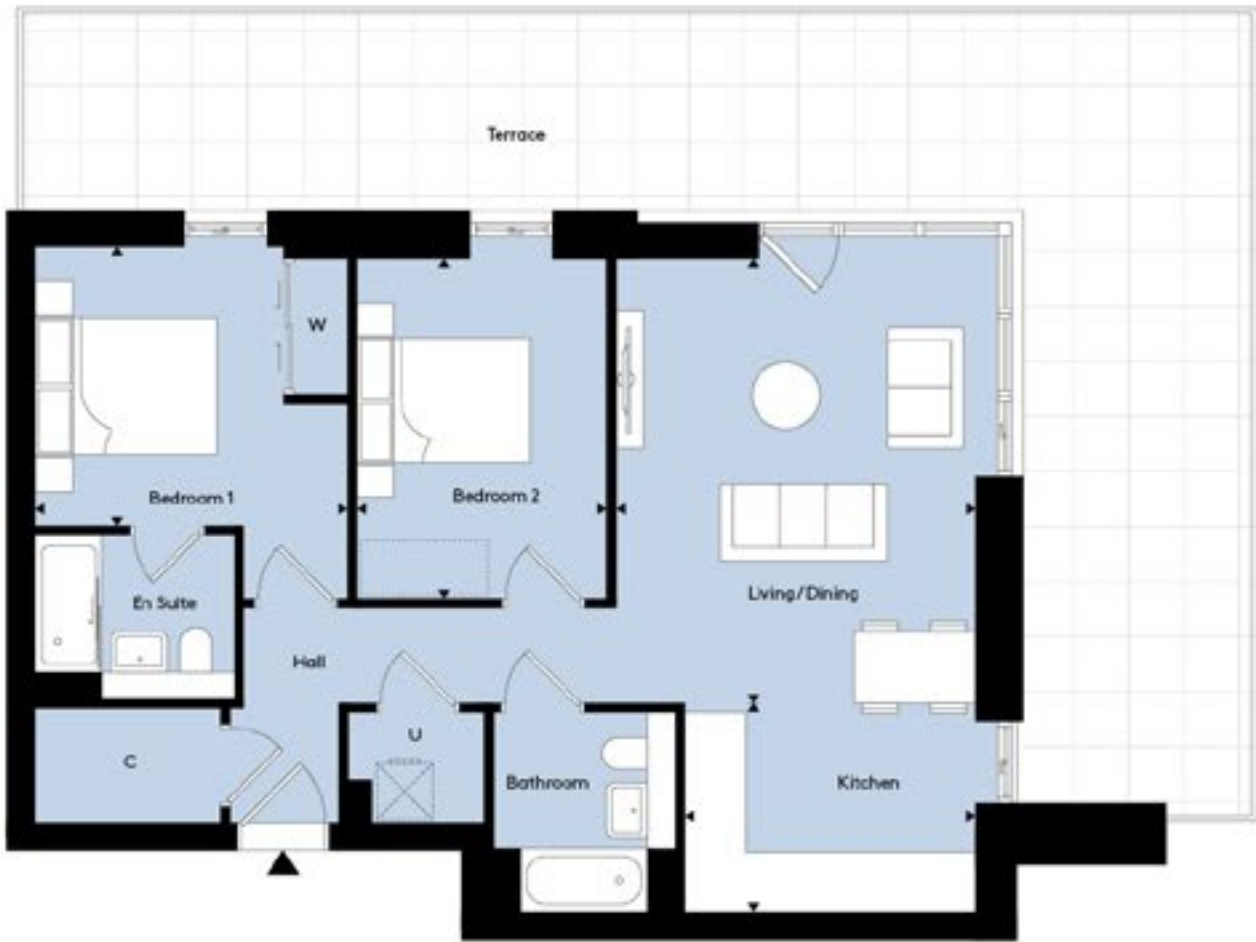 Terrace
W
Bedroom 1
Bedroom 2
Living/Dining
En Suite
Hall
U
C
Bathroom
Kitchen